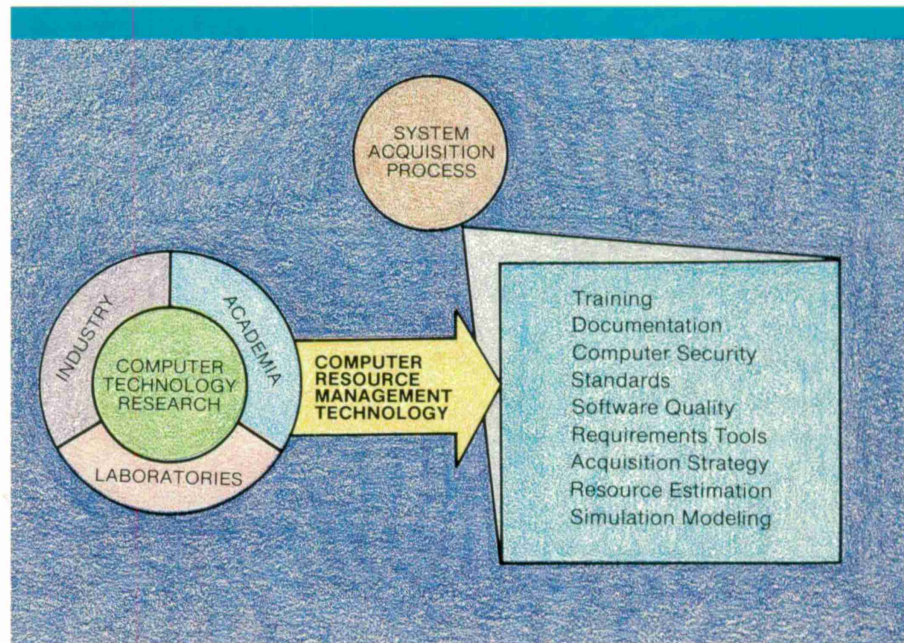 SYSTEM
ACQUISITION
PROCESS
INDUSTRY
ACADEMIA
COMPUTER
TECHNOLOGY
RESEARCH
LABORATORIES
COMPUTER
RESOURCE
MANAGEMENT
TECHNOLOGY
Training
Documentation
Computer Security
Standards
Software Quality
Requirements Tools
Acquisition Strategy
Resource Estimation
Simulation Modeling